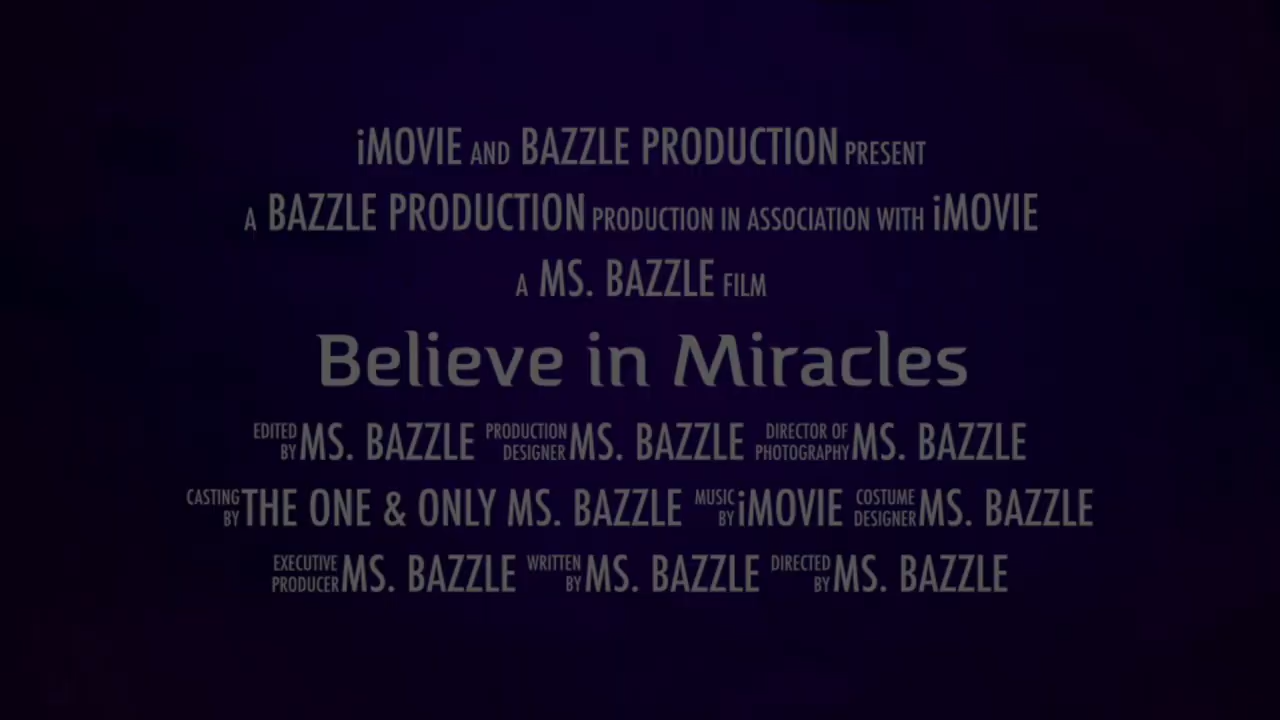 iMOVIE AND BAZZLE PRODUCTION PRESENT
A BAZZLE PRODUCTION PRODUCTION IN ASSOCIATION WITH iMOVIE
A MS. BAZZLE FILM
Believe in Miracles
EDITED BY MS. BAZZLE PRODUCTION DESIGNER MS. BAZZLE DIRECTOR OF PHOTOGRAPHY MS. BAZZLE
CASTING BY THE ONE & ONLY MS. BAZZLE MUSIC BY iMOVIE COSTUME DESIGNER MS. BAZZLE
EXECUTIVE PRODUCER MS. BAZZLE WRITTEN BY MS. BAZZLE DIRECTED BY MS. BAZZLE